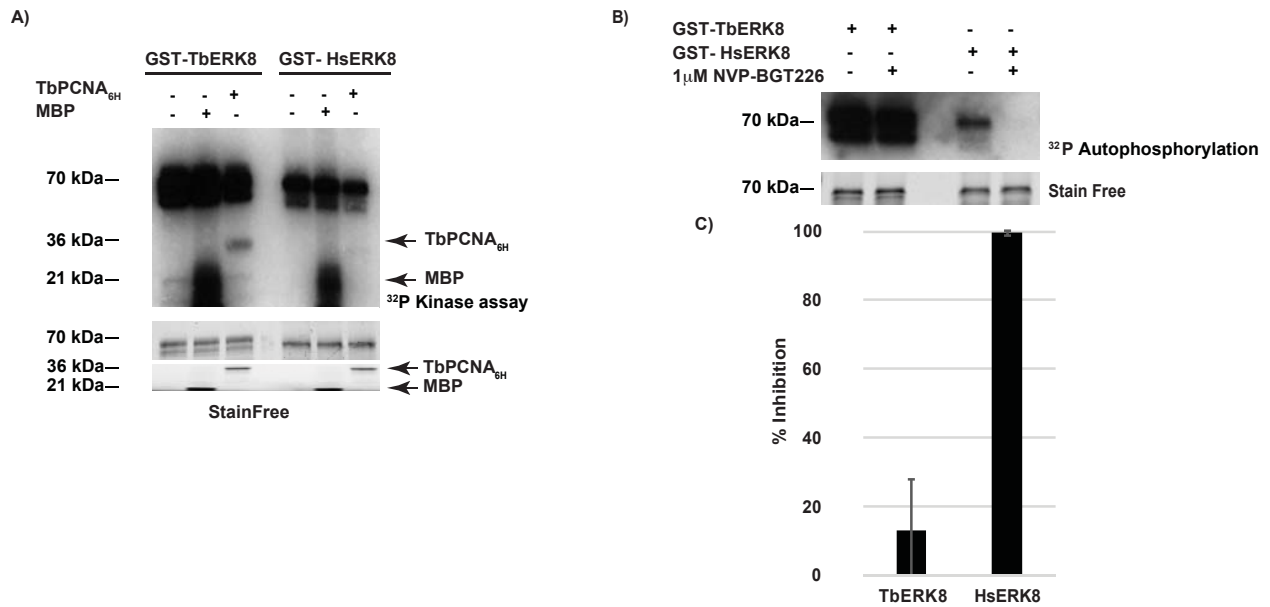 A)
GST-TbERK8 GST- HsERK8
TbPCNA6H - - + - - +
MBP - + - - + -
70 kDa
36 kDa
TbPCNA6H
21 kDa
MBP
32P Kinase assay
70 kDa
36 kDa
TbPCNA6H
21 kDa
MBP
StainFree
B)
GST-TbERK8 + + - -
GST- HsERK8 - - + +
1μM NVP-BGT226 - + - +
70 kDa
32P Autophosphorylation
70 kDa
Stain Free
C)
% Inhibition
100
80
60
40
20
0
TbERK8 HsERK8